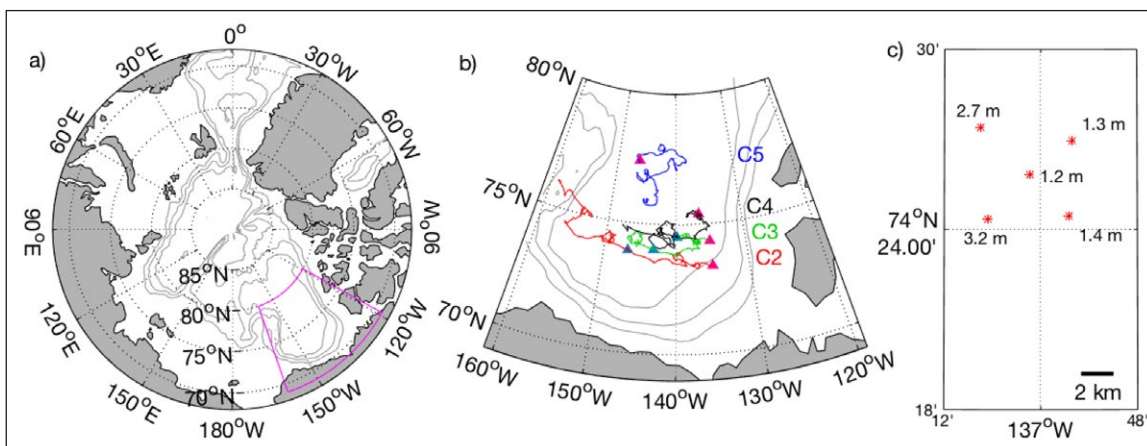 a)
0°
30°E
60°E
90°E
120°E
150°E
180°W
150°W
120°W
90°W
60°W
30°W
85°N
80°N
75°N
70°N
b)
80°N
75°N
70°N
160°W
150°W
140°W
130°W
120°W
C5
C4
C3
C2
c)
30'
2.7 m
1.3 m
1.2 m
3.2 m
1.4 m
74°N
24.00'
2 km
18'
12'
137°W
48'